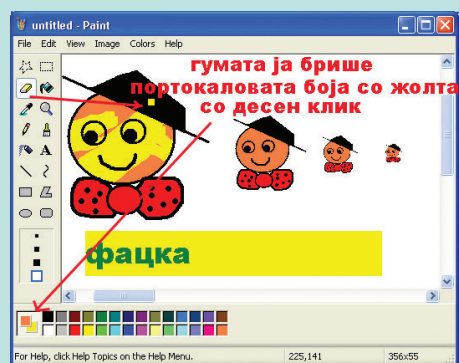 untitled - Paint
File Edit View Image Colors Help
гумата ја брише
портокаловата боја со жолта
со десен клик
A
фацка
For Help, click Help Topics on the Help Menu.
225,141
356x55